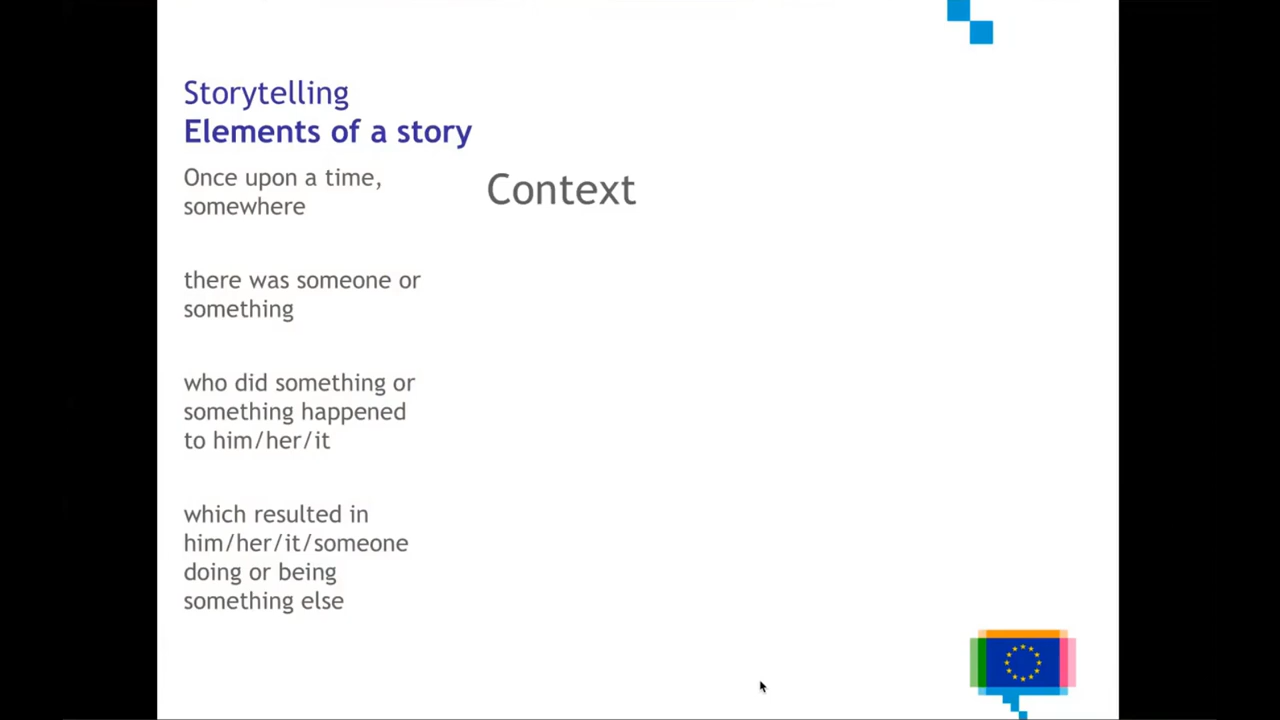 Storytelling
Elements of a story
Once upon a time,
somewhere
Context
there was someone or
something
who did something or
something happened
to him/her/it
which resulted in
him/her/it/someone
doing or being
something else